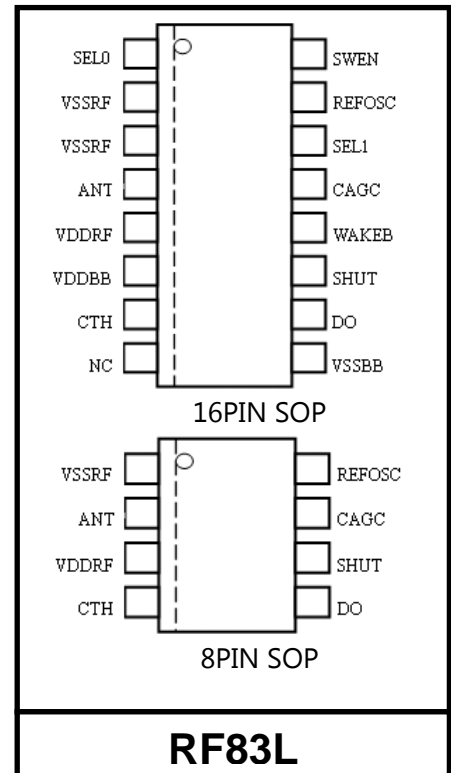 SEL0 SWEN
VSSRF REFOSC
VSSRF SEL1
ANT CAGC
VDDRF WAKEB
VDDBB SHUT
CTH DO
NC VSSBB
16PIN SOP
VSSRF REFOSC
ANT CAGC
VDDRF SHUT
CTH DO
8PIN SOP
RF83L